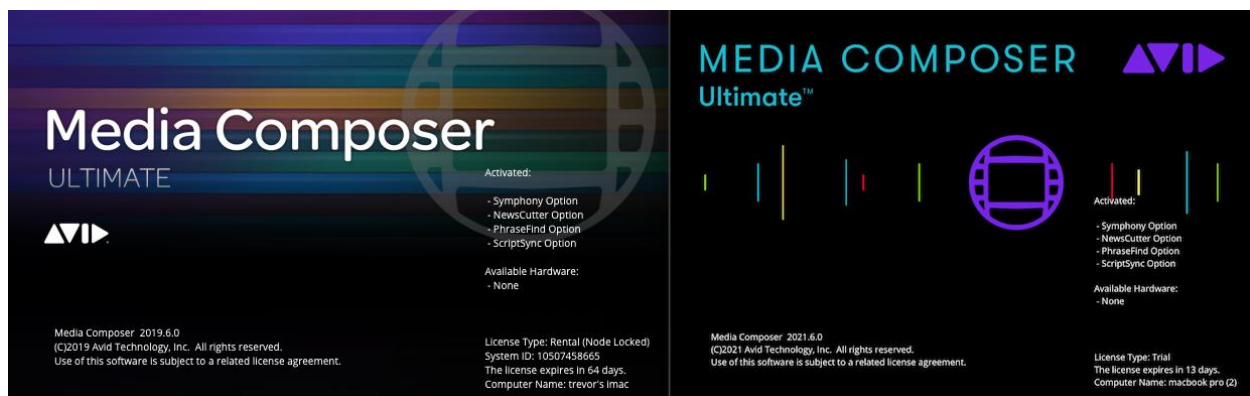 Media Composer
ULTIMATE
AVID
Activated:
- Symphony Option
- NewsCutter Option
- PhraseFind Option
- ScriptSync Option
Available Hardware:
- None
Media Composer 2019.6.0
(C)2019 Avid Technology, Inc. All rights reserved.
Use of this software is subject to a related license agreement.
License Type: Rental (Node Locked)
System ID: 10507458665
The license expires in 64 days.
Computer Name: trevor's imac
MEDIA COMPOSER
Ultimate™
AVID
Activated:
- Symphony Option
- NewsCutter Option
- PhraseFind Option
- ScriptSync Option
Available Hardware:
- None
Media Composer 2021.6.0
(C)2021 Avid Technology, Inc. All rights reserved.
Use of this software is subject to a related license agreement.
License Type: Trial
The license expires in 13 days.
Computer Name: macbook pro (2)